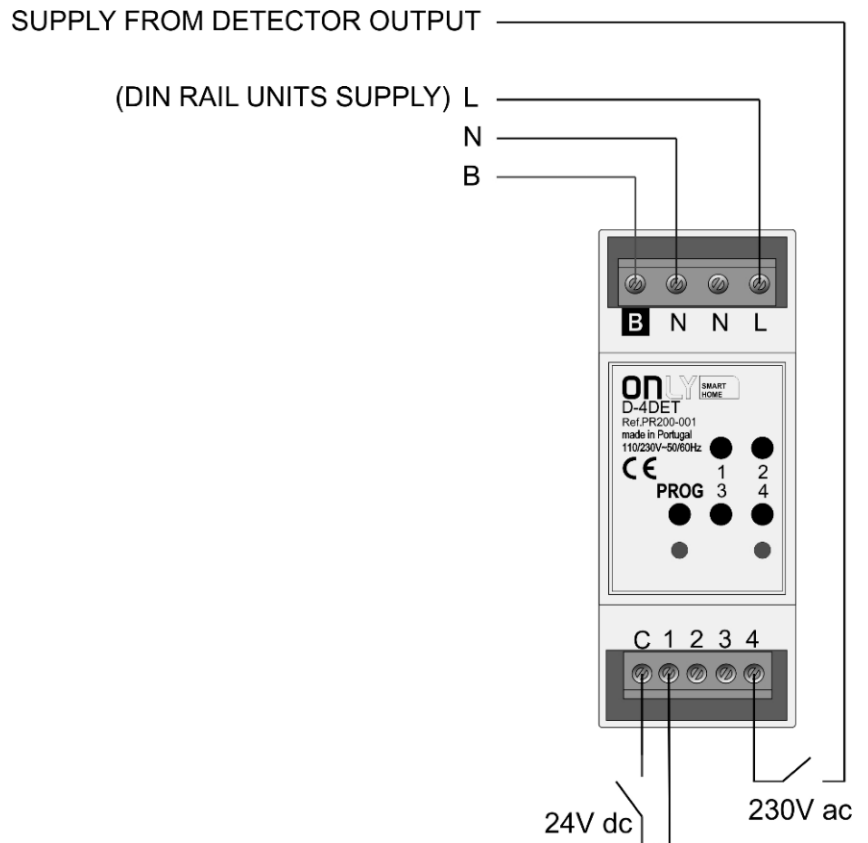 SUPPLY FROM DETECTOR OUTPUT
(DIN RAIL UNITS SUPPLY) L
N
B
B N N L
ONLY SMART HOME
D-4DET
Ref.PR200-001
made in Portugal
110/230V~50/60Hz
CE
1 2
PROG 3 4
C 1 2 3 4
24V dc
230V ac